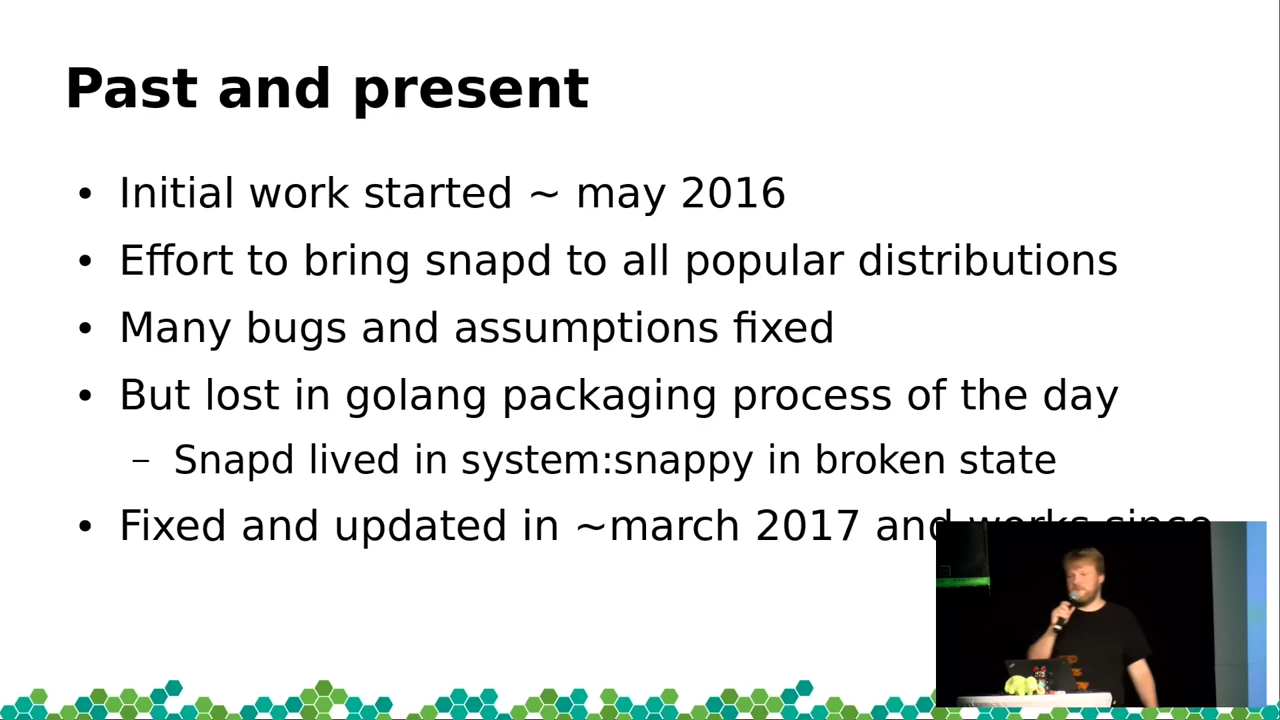 Past and present
• Initial work started ~ may 2016
• Effort to bring snapd to all popular distributions
• Many bugs and assumptions fixed
• But lost in golang packaging process of the day
– Snapd lived in system:snappy in broken state
• Fixed and updated in ~march 2017 and works since